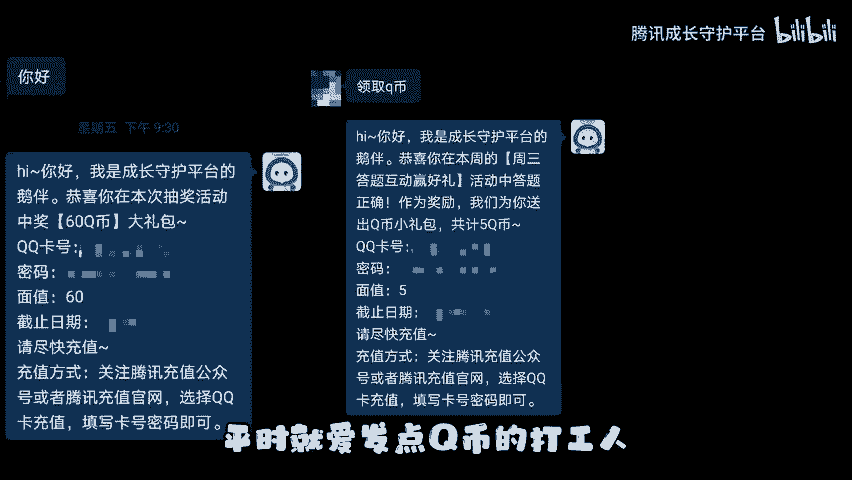 腾讯成长守护平台 bilibili
你好
星期五 下午 9:30
hi~你好，我是成长守护平台的
鹅伴。恭喜你在本次抽奖活动
中奖【60Q币】大礼包~
QQ卡号：
密码：
面值：60
截止日期：
请尽快充值~
充值方式：关注腾讯充值公众
号或者腾讯充值官网，选择QQ
卡充值，填写卡号密码即可。
领取q币
hi~你好，我是成长守护平台的
鹅伴。恭喜你在本周的【周三
答题互动赢好礼】活动中答题
正确！作为奖励，我们为你送
出Q币小礼包，共计5Q币~
QQ卡号：
密码：
面值：5
截止日期：
请尽快充值~
充值方式：关注腾讯充值公众
号或者腾讯充值官网，选择QQ
卡充值，填写卡号密码即可。
平时就爱发点Q币的打工人